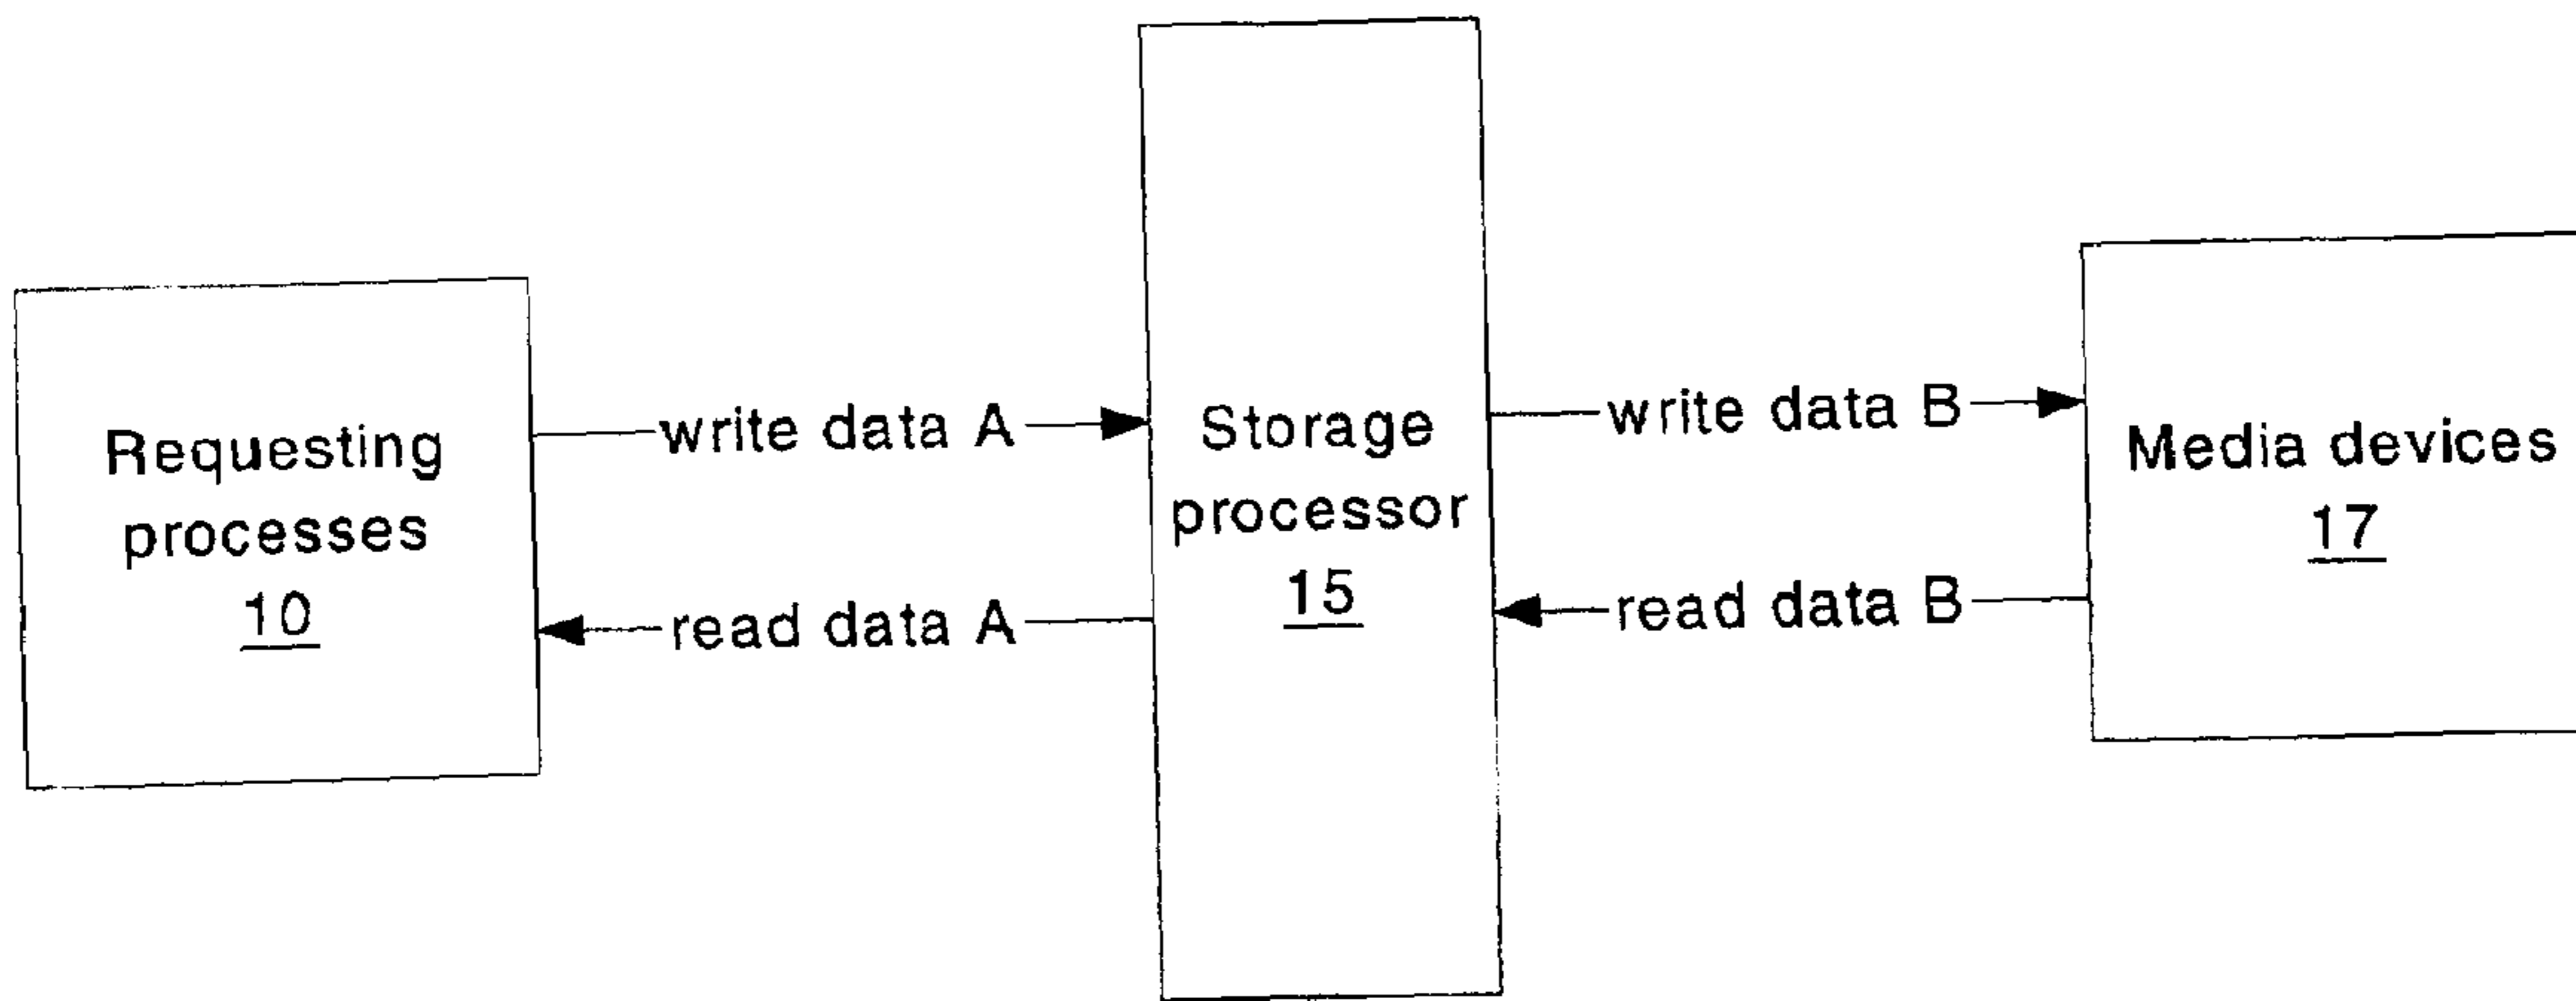 Requesting
processes
10
write data A
read data A
Storage
processor
15
write data B
read data B
Media devices
17